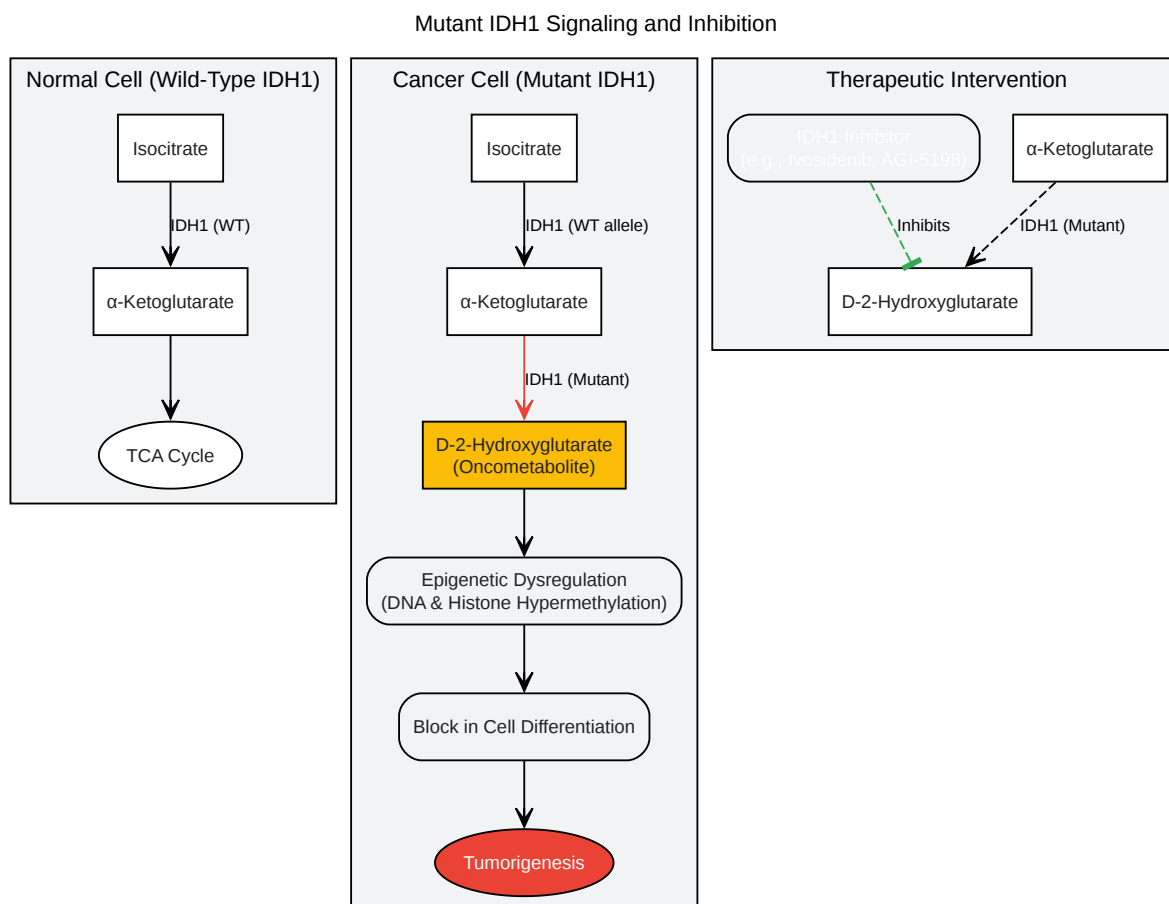 Mutant IDH1 Signaling and Inhibition
Normal Cell (Wild-Type IDH1)
Isocitrate
IDH1 (WT)
α-Ketoglutarate
TCA Cycle
Cancer Cell (Mutant IDH1)
Isocitrate
IDH1 (WT allele)
α-Ketoglutarate
IDH1 (Mutant)
D-2-Hydroxyglutarate
(Oncometabolite)
Epigenetic Dysregulation
(DNA & Histone Hypermethylation)
Block in Cell Differentiation
Tumorigenesis
Therapeutic Intervention
IDH1 Inhibitor
(e.g., Ivosidenib, AGI-5198)
α-Ketoglutarate
Inhibits
IDH1 (Mutant)
D-2-Hydroxyglutarate